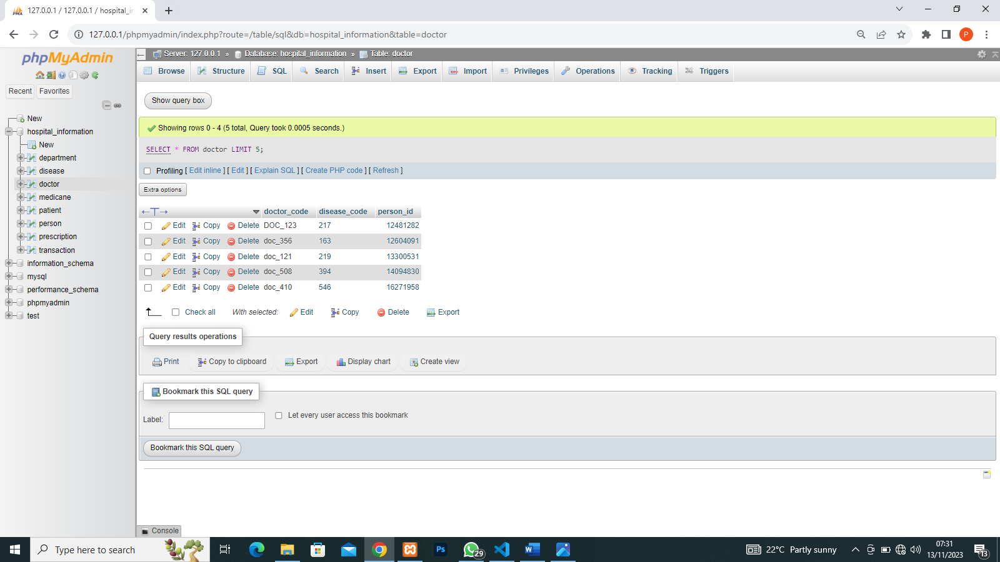 127.0.0.1 / 127.0.0.1 / hospital_in
127.0.0.1/phpmyadmin/index.php?route=/table/sql&db=hospital_information&table=doctor
P
phpMyAdmin
Recent Favorites
New
hospital_information
New
department
disease
doctor
medicane
patient
person
prescription
transaction
information_schema
mysql
performance_schema
phpmyadmin
test
Server: 127.0.0.1 » Database: hospital_information » Table: doctor
Browse Structure SQL Search Insert Export Import Privileges Operations Tracking Triggers
Show query box
Showing rows 0 - 4 (5 total, Query took 0.0005 seconds.)
SELECT * FROM doctor LIMIT 5;
Profiling [ Edit inline ] [ Edit ] [ Explain SQL ] [ Create PHP code ] [ Refresh ]
Extra options
←T→ doctor_code disease_code person_id
Edit Copy Delete DOC_123 217 12481282
Edit Copy Delete doc_356 163 12604091
Edit Copy Delete doc_121 219 13300531
Edit Copy Delete doc_508 394 14094830
Edit Copy Delete doc_410 546 16271958
Check all With selected: Edit Copy Delete Export
Query results operations
Print Copy to clipboard Export Display chart Create view
Bookmark this SQL query
Label: Let every user access this bookmark
Bookmark this SQL query
Console
Type here to search
Ps
29
W
22°C Partly sunny
07:31
13/11/2023
13